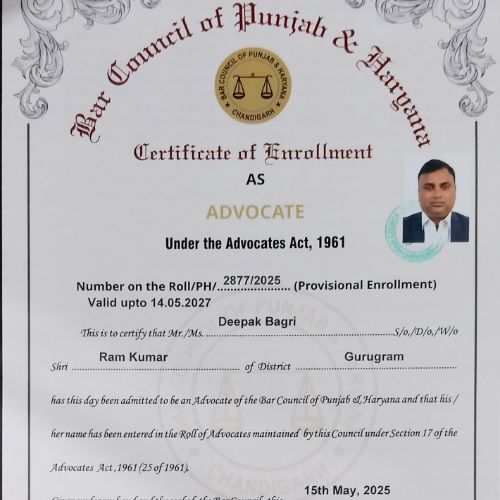 Bar Council of Punjab & Haryana
BAR COUNCIL OF PUNJAB & HARYANA
CHANDIGARH
Certificate of Enrollment
AS
ADVOCATE
Under the Advocates Act, 1961
Number on the Roll/PH/ 2877/2025 (Provisional Enrollment)
Valid upto 14.05.2027
This is to certify that Mr./Ms. Deepak Bagri S/o,/D/o,/W/o
Shri Ram Kumar of District Gurugram
has this day been admitted to be an Advocate of the Bar Council of Punjab & Haryana and that his /
her name has been entered in the Roll of Advocates maintained by this Council under Section 17 of the
Advocates Act,1961 (25 of 1961).
15th May, 2025